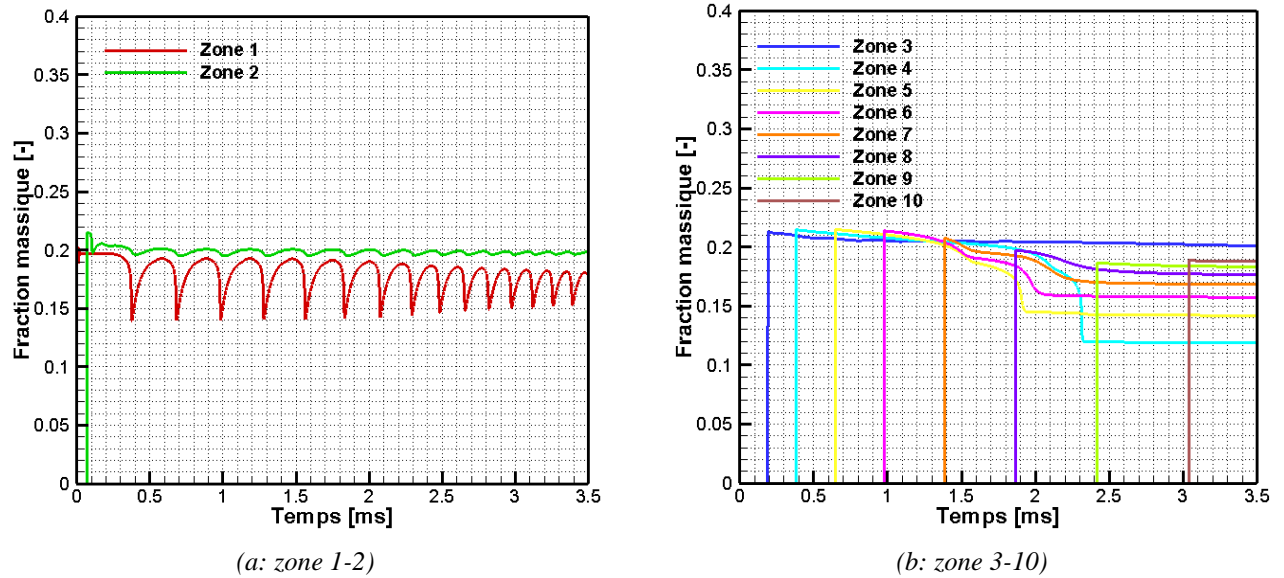 0.4
0.35
0.3
0.25
0.2
0.15
0.1
0.05
0
Fraction massique [-]
Zone 1
Zone 2
0 0.5 1 1.5 2 2.5 3 3.5
Temps [ms]
(a: zone 1-2)
0.4
0.35
0.3
0.25
0.2
0.15
0.1
0.05
0
Fraction massique [-]
Zone 3
Zone 4
Zone 5
Zone 6
Zone 7
Zone 8
Zone 9
Zone 10
0 0.5 1 1.5 2 2.5 3 3.5
Temps [ms]
(b: zone 3-10)